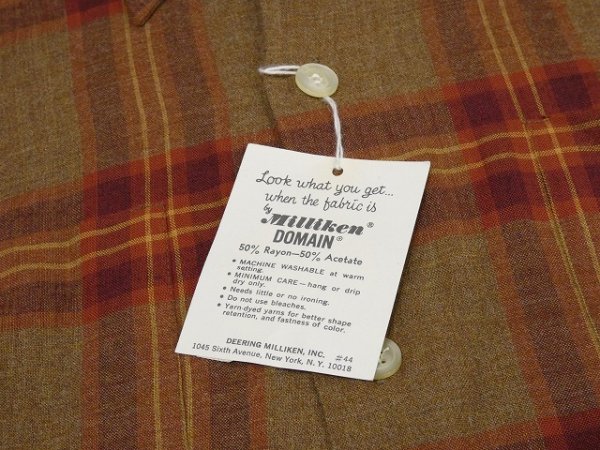 Look what you get...
when the fabric is
by Milliken®
DOMAIN®
50% Rayon—50% Acetate
• MACHINE WASHABLE at warm
setting.
• MINIMUM CARE—hang or drip
dry only.
• Needs little or no ironing.
• Do not use bleaches.
• Yarn-dyed yarns for better shape
retention, and fastness of color.
DEERING MILLIKEN, INC. #44
1045 Sixth Avenue, New York, N. Y. 10018